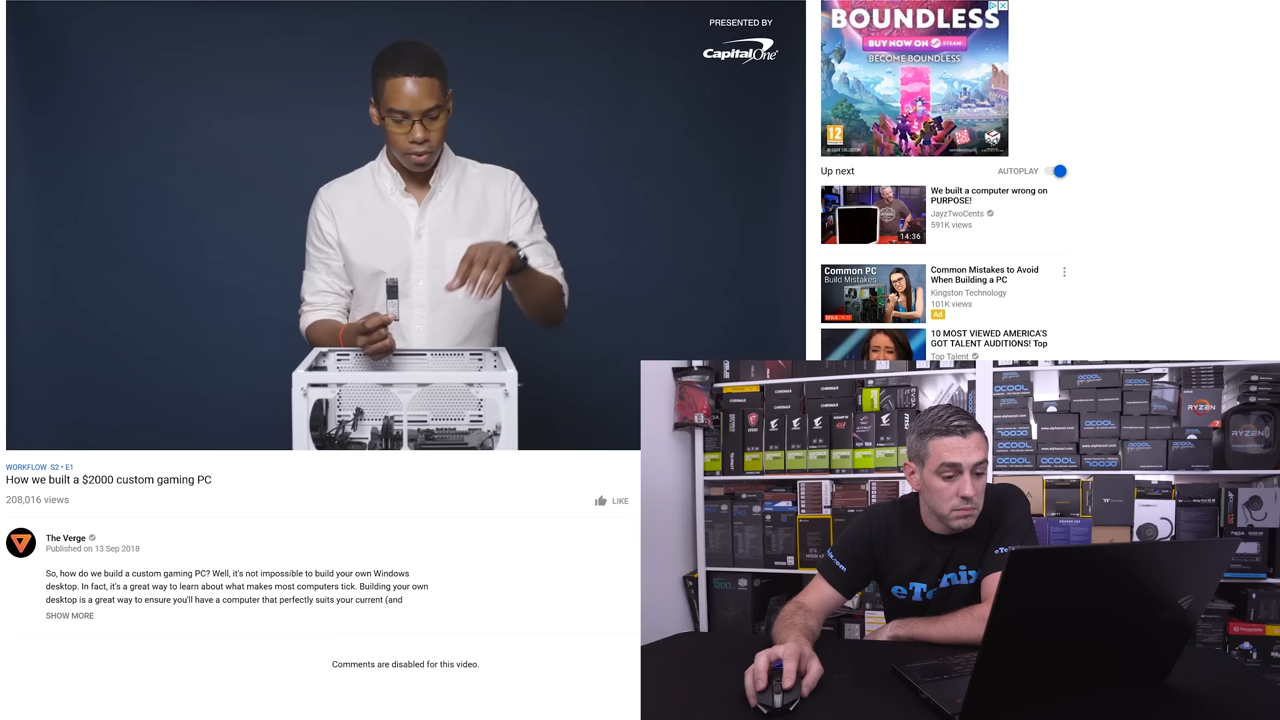 PRESENTED BY
Capital One
WORKFLOW S2 • E1
How we built a $2000 custom gaming PC
208,016 views
LIKE
The Verge
Published on 13 Sep 2018
So, how do we build a custom gaming PC? Well, it's not impossible to build your own Windows
desktop. In fact, it's a great way to learn about what makes most computers tick. Building your own
desktop is a great way to ensure you'll have a computer that perfectly suits your current (and
SHOW MORE
Comments are disabled for this video.
BOUNDLESS
BUY NOW ON STEAM
BECOME BOUNDLESS
12
Up next
AUTOPLAY
14:36
We built a computer wrong on
PURPOSE!
JayzTwoCents
591K views
Common PC
Build Mistakes
Common Mistakes to Avoid
When Building a PC
Kingston Technology
101K views
Ad
10 MOST VIEWED AMERICA'S
GOT TALENT AUDITIONS! Top
Top Talent
OCOOL
RYZEN
RYZEN